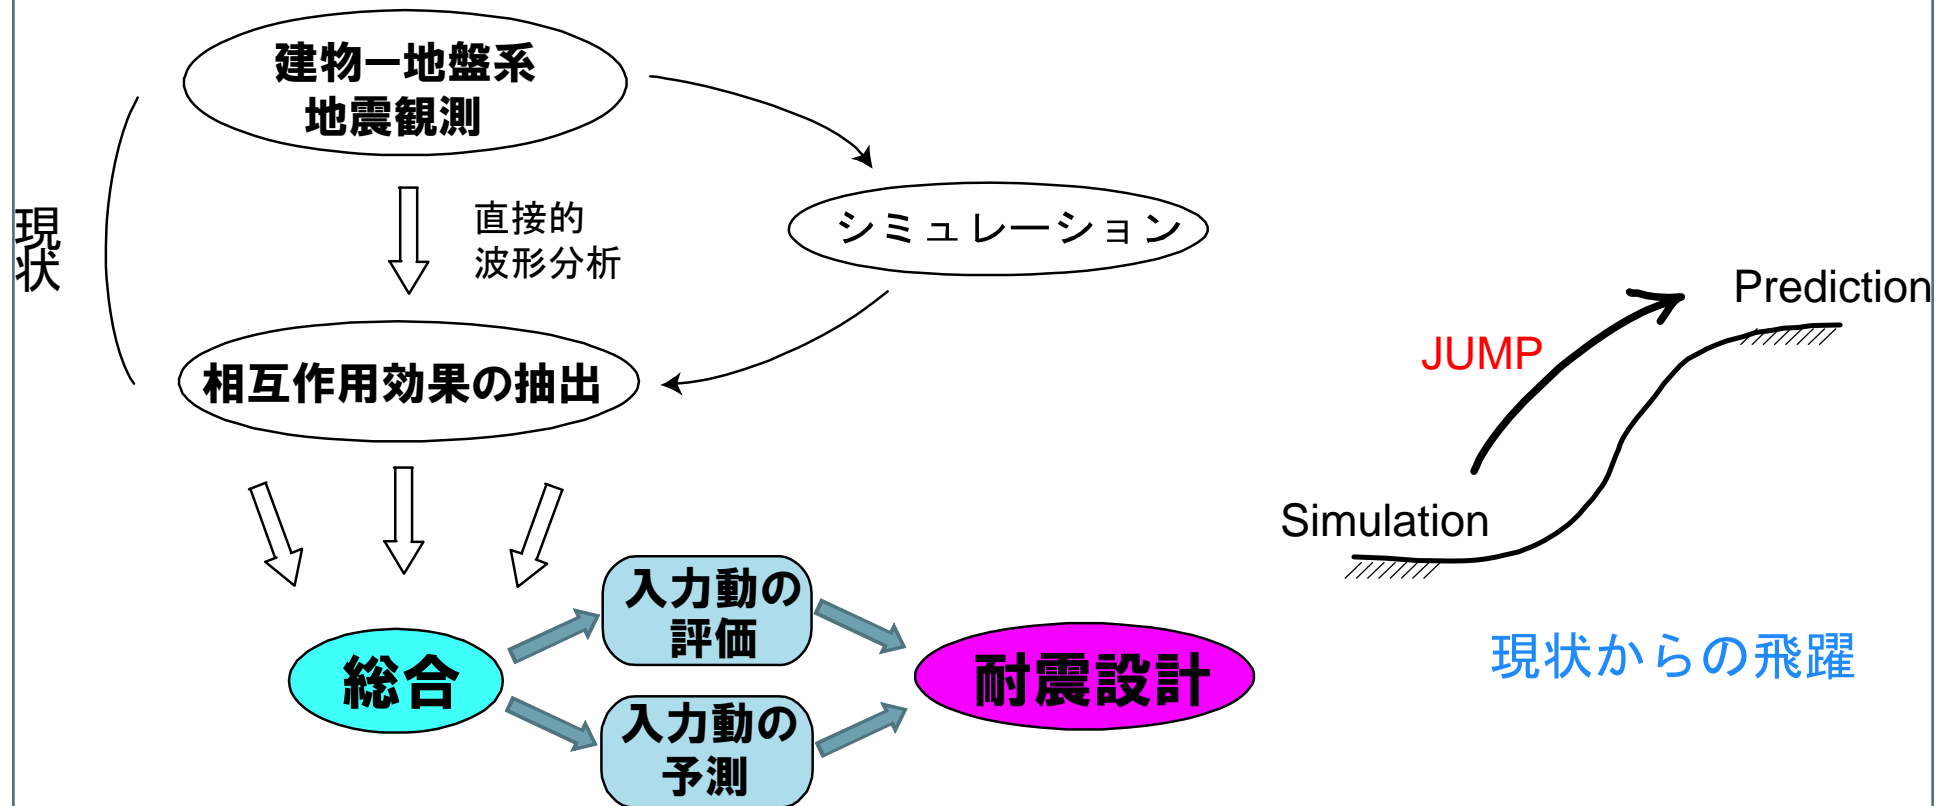 建物ー地盤系
地震観測
現状
直接的
波形分析
シミュレーション
相互作用効果の抽出
総合
入力動の
評価
入力動の
予測
耐震設計
Prediction
JUMP
Simulation
現状からの飛躍